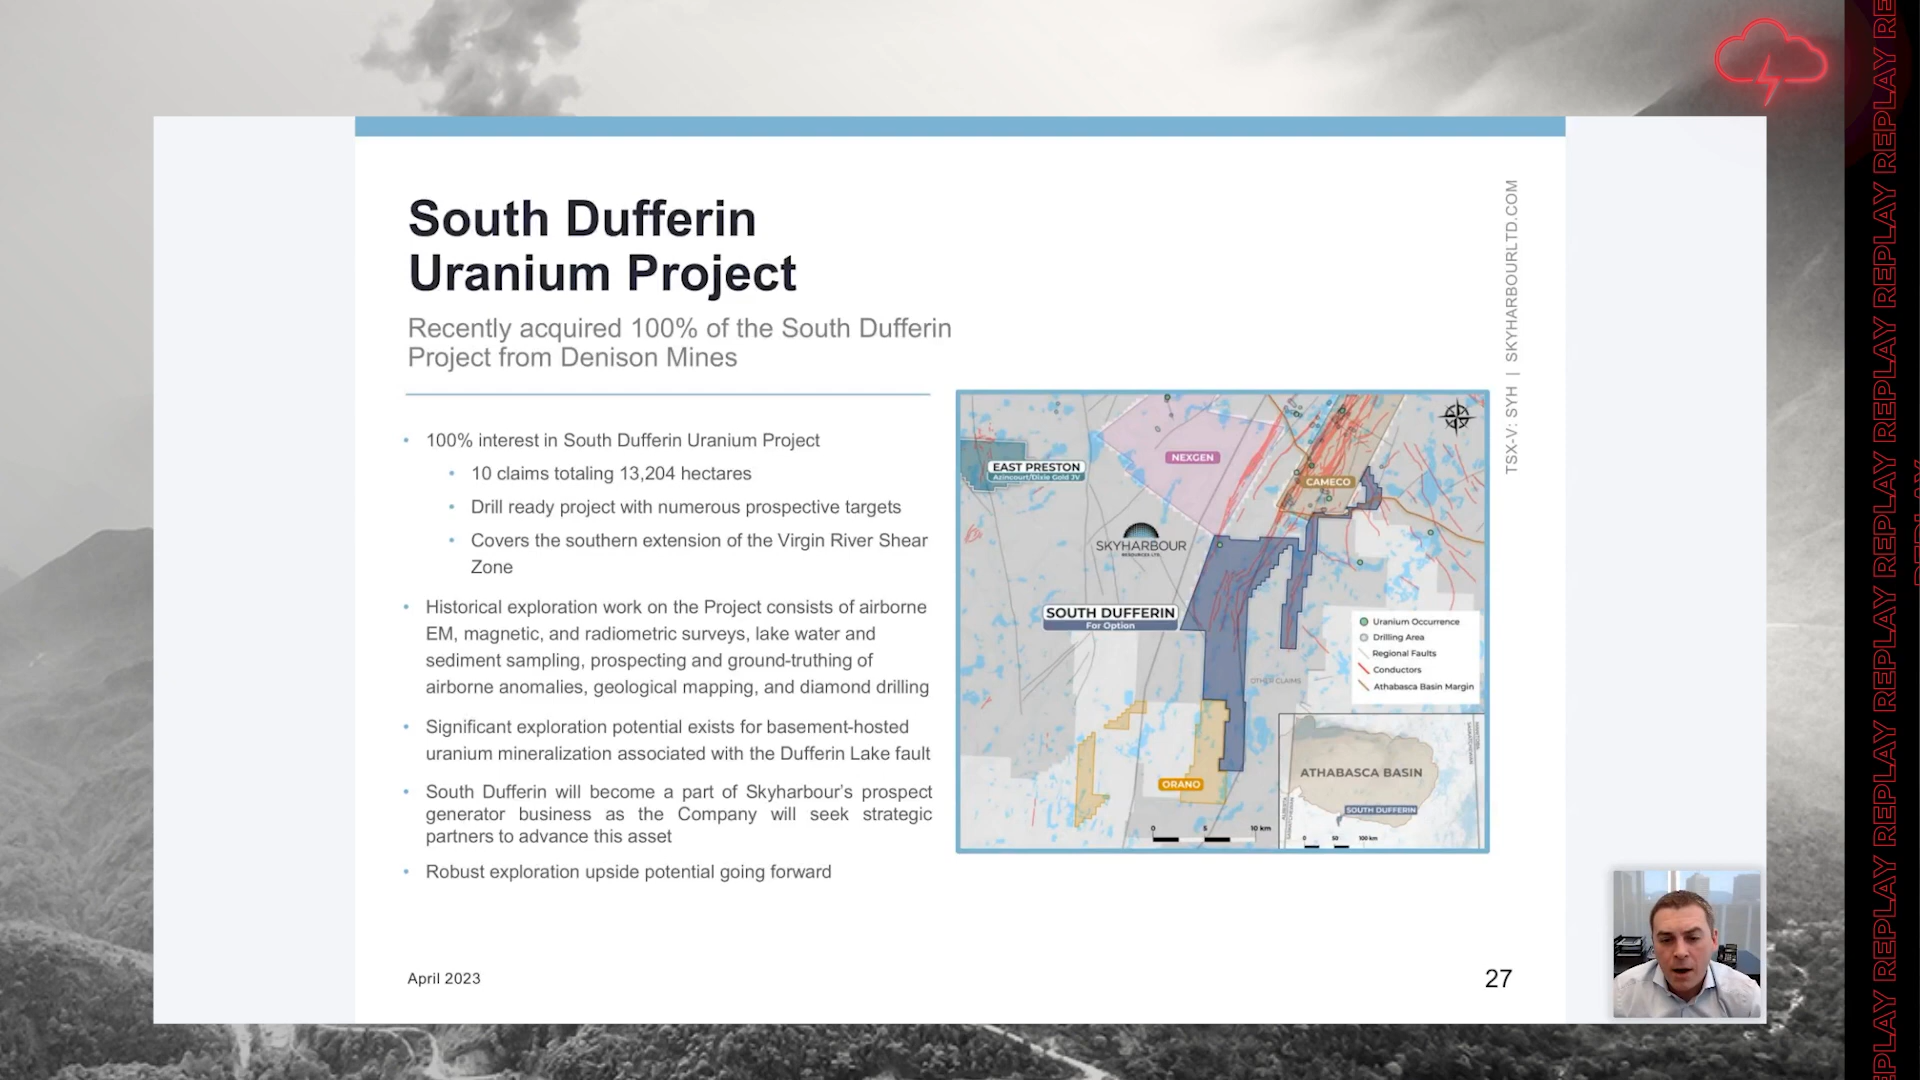 South Dufferin
Uranium Project
Recently acquired 100% of the South Dufferin
Project from Denison Mines
• 100% interest in South Dufferin Uranium Project
• 10 claims totaling 13,204 hectares
• Drill ready project with numerous prospective targets
• Covers the southern extension of the Virgin River Shear
Zone
• Historical exploration work on the Project consists of airborne
EM, magnetic, and radiometric surveys, lake water and
sediment sampling, prospecting and ground-truthing of
airborne anomalies, geological mapping, and diamond drilling
• Significant exploration potential exists for basement-hosted
uranium mineralization associated with the Dufferin Lake fault
• South Dufferin will become a part of Skyharbour's prospect
generator business as the Company will seek strategic
partners to advance this asset
• Robust exploration upside potential going forward
April 2023
27
TSX-V: SYH | SKYHARBOURLTD.COM
EAST PRESTON
Azincourt/Dixie Gold JV
NEXGEN
CAMECO
SKYHARBOUR
RESOURCES LTD
SOUTH DUFFERIN
For Option
OTHER CLAIMS
ORANO
0 5 10 km
Uranium Occurrence
Drilling Area
Regional Faults
Conductors
Athabasca Basin Margin
ATHABASCA BASIN
SOUTH DUFFERIN
ALBERTA
SASKATCHEWAN
0 50 100 km
REPLAY REPLAY REPLAY REPLAY REPLAY REPLAY REPLAY REPLAY